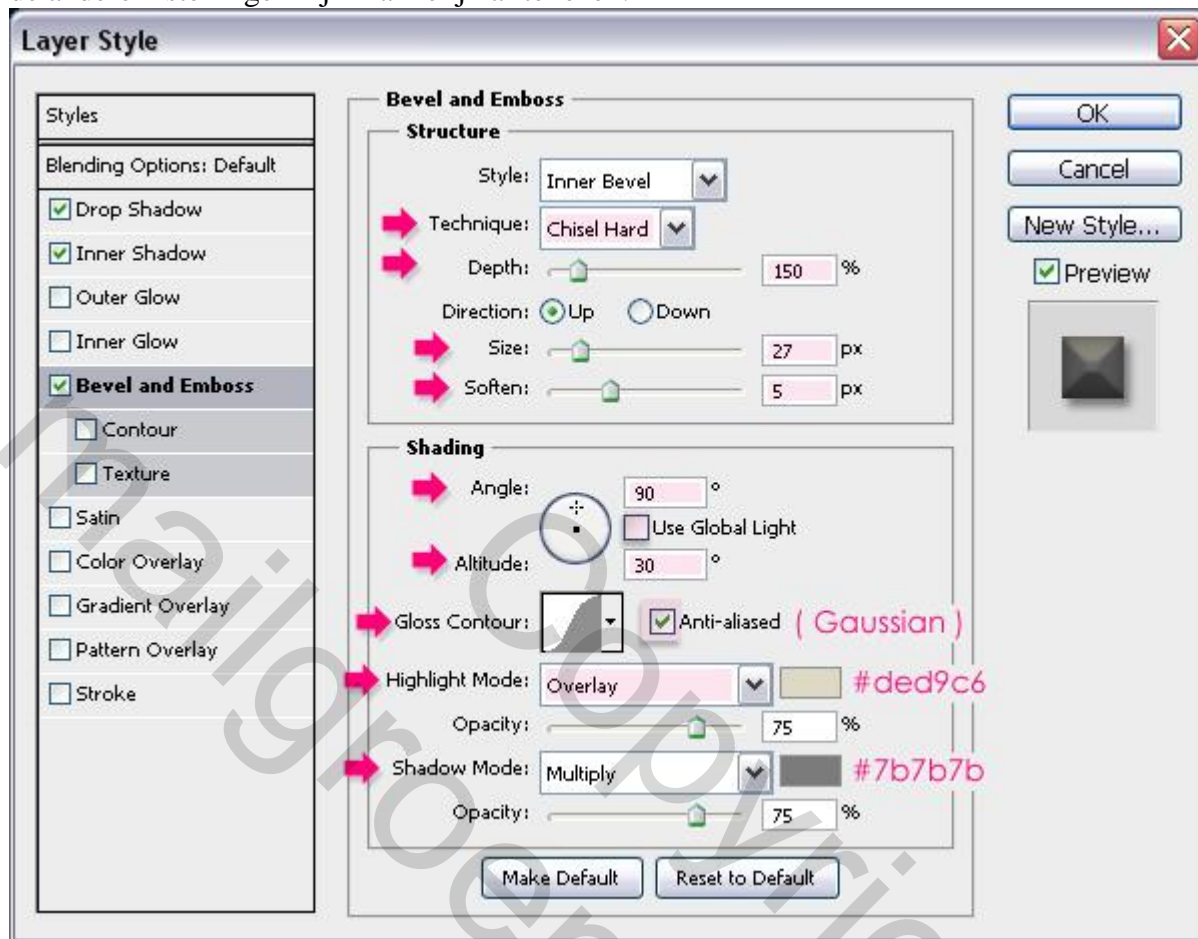 Layer Style
Styles
Blending Options: Default
Drop Shadow
Inner Shadow
Outer Glow
Inner Glow
Bevel and Emboss
Contour
Texture
Satin
Color Overlay
Gradient Overlay
Pattern Overlay
Stroke
Bevel and Emboss
Structure
Style: Inner Bevel
Technique: Chisel Hard
Depth: 150 %
Direction: Up Down
Size: 27 px
Soften: 5 px
Shading
Angle: 90 °
Use Global Light
Altitude: 30 °
Gloss Contour: Anti-aliased ( Gaussian )
Highlight Mode: Overlay #ded9c6
Opacity: 75 %
Shadow Mode: Multiply #7b7b7b
Opacity: 75 %
Make Default Reset to Default
OK
Cancel
New Style...
Preview